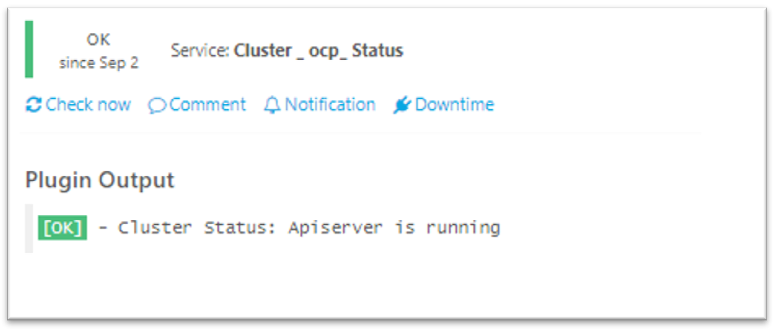 OK
since Sep 2
Service: Cluster _ ocp_ Status
Check now Comment Notification Downtime
Plugin Output
[OK] - Cluster Status: Apiserver is running